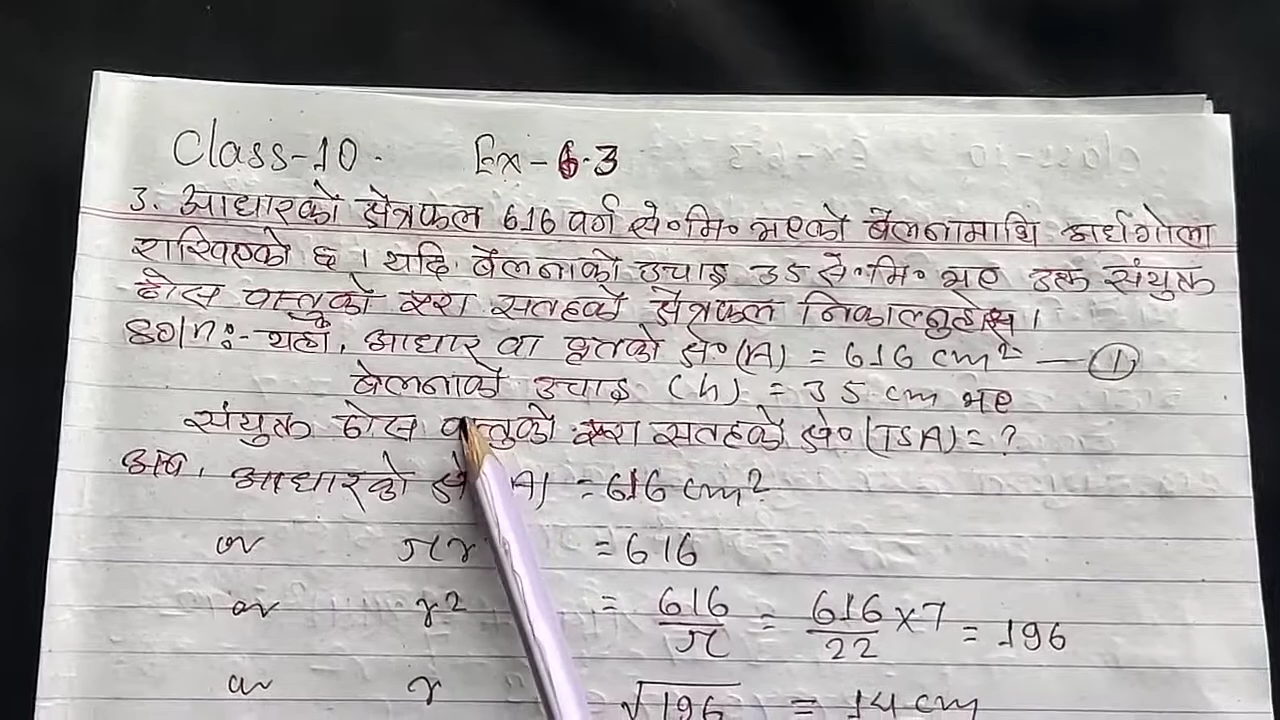 Class-10. Ex-6.3
3. आधारको क्षेत्रफल 616 वर्ग से०मि० भएको बेलनामाथि अर्धगोला
राखिएको छ । यदि बेलनाको उचाइ 35 से०मि० भए उक्त संयुक्त
ठोस वस्तुको पूरा सतहको क्षेत्रफल निकाल्नुहोस् ।
Sol/n:- यहाँ, आधार वा वृतको क्षे०(A) = 616 cm² — ①
बेलनाको उचाइ (h) = 35 cm भए
संयुक्त ठोस वस्तुको पूरा सतहको क्षे० (TSA) = ?
अब, आधारको क्षे A) = 616 cm²
or πr = 616
or r² = 616/π = 616/22 × 7 = 196
or r √196 = 14 cm